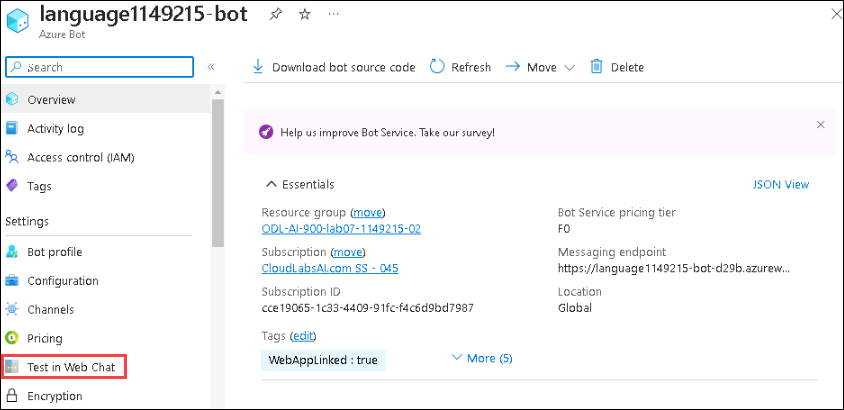 language1149215-bot
Azure Bot
Search
Overview
Activity log
Access control (IAM)
Tags
Settings
Bot profile
Configuration
Channels
Pricing
Test in Web Chat
Encryption
Download bot source code Refresh Move Delete
Help us improve Bot Service. Take our survey!
Essentials JSON View
Resource group (move)
ODL-AI-900-lab07-1149215-02
Subscription (move)
CloudLabsAI.com SS - 045
Subscription ID
cce19065-1c33-4409-91fc-f4c6d9bd7987
Bot Service pricing tier
F0
Messaging endpoint
https://language1149215-bot-d29b.azurew...
Location
Global
Tags (edit)
WebAppLinked : true
More (5)